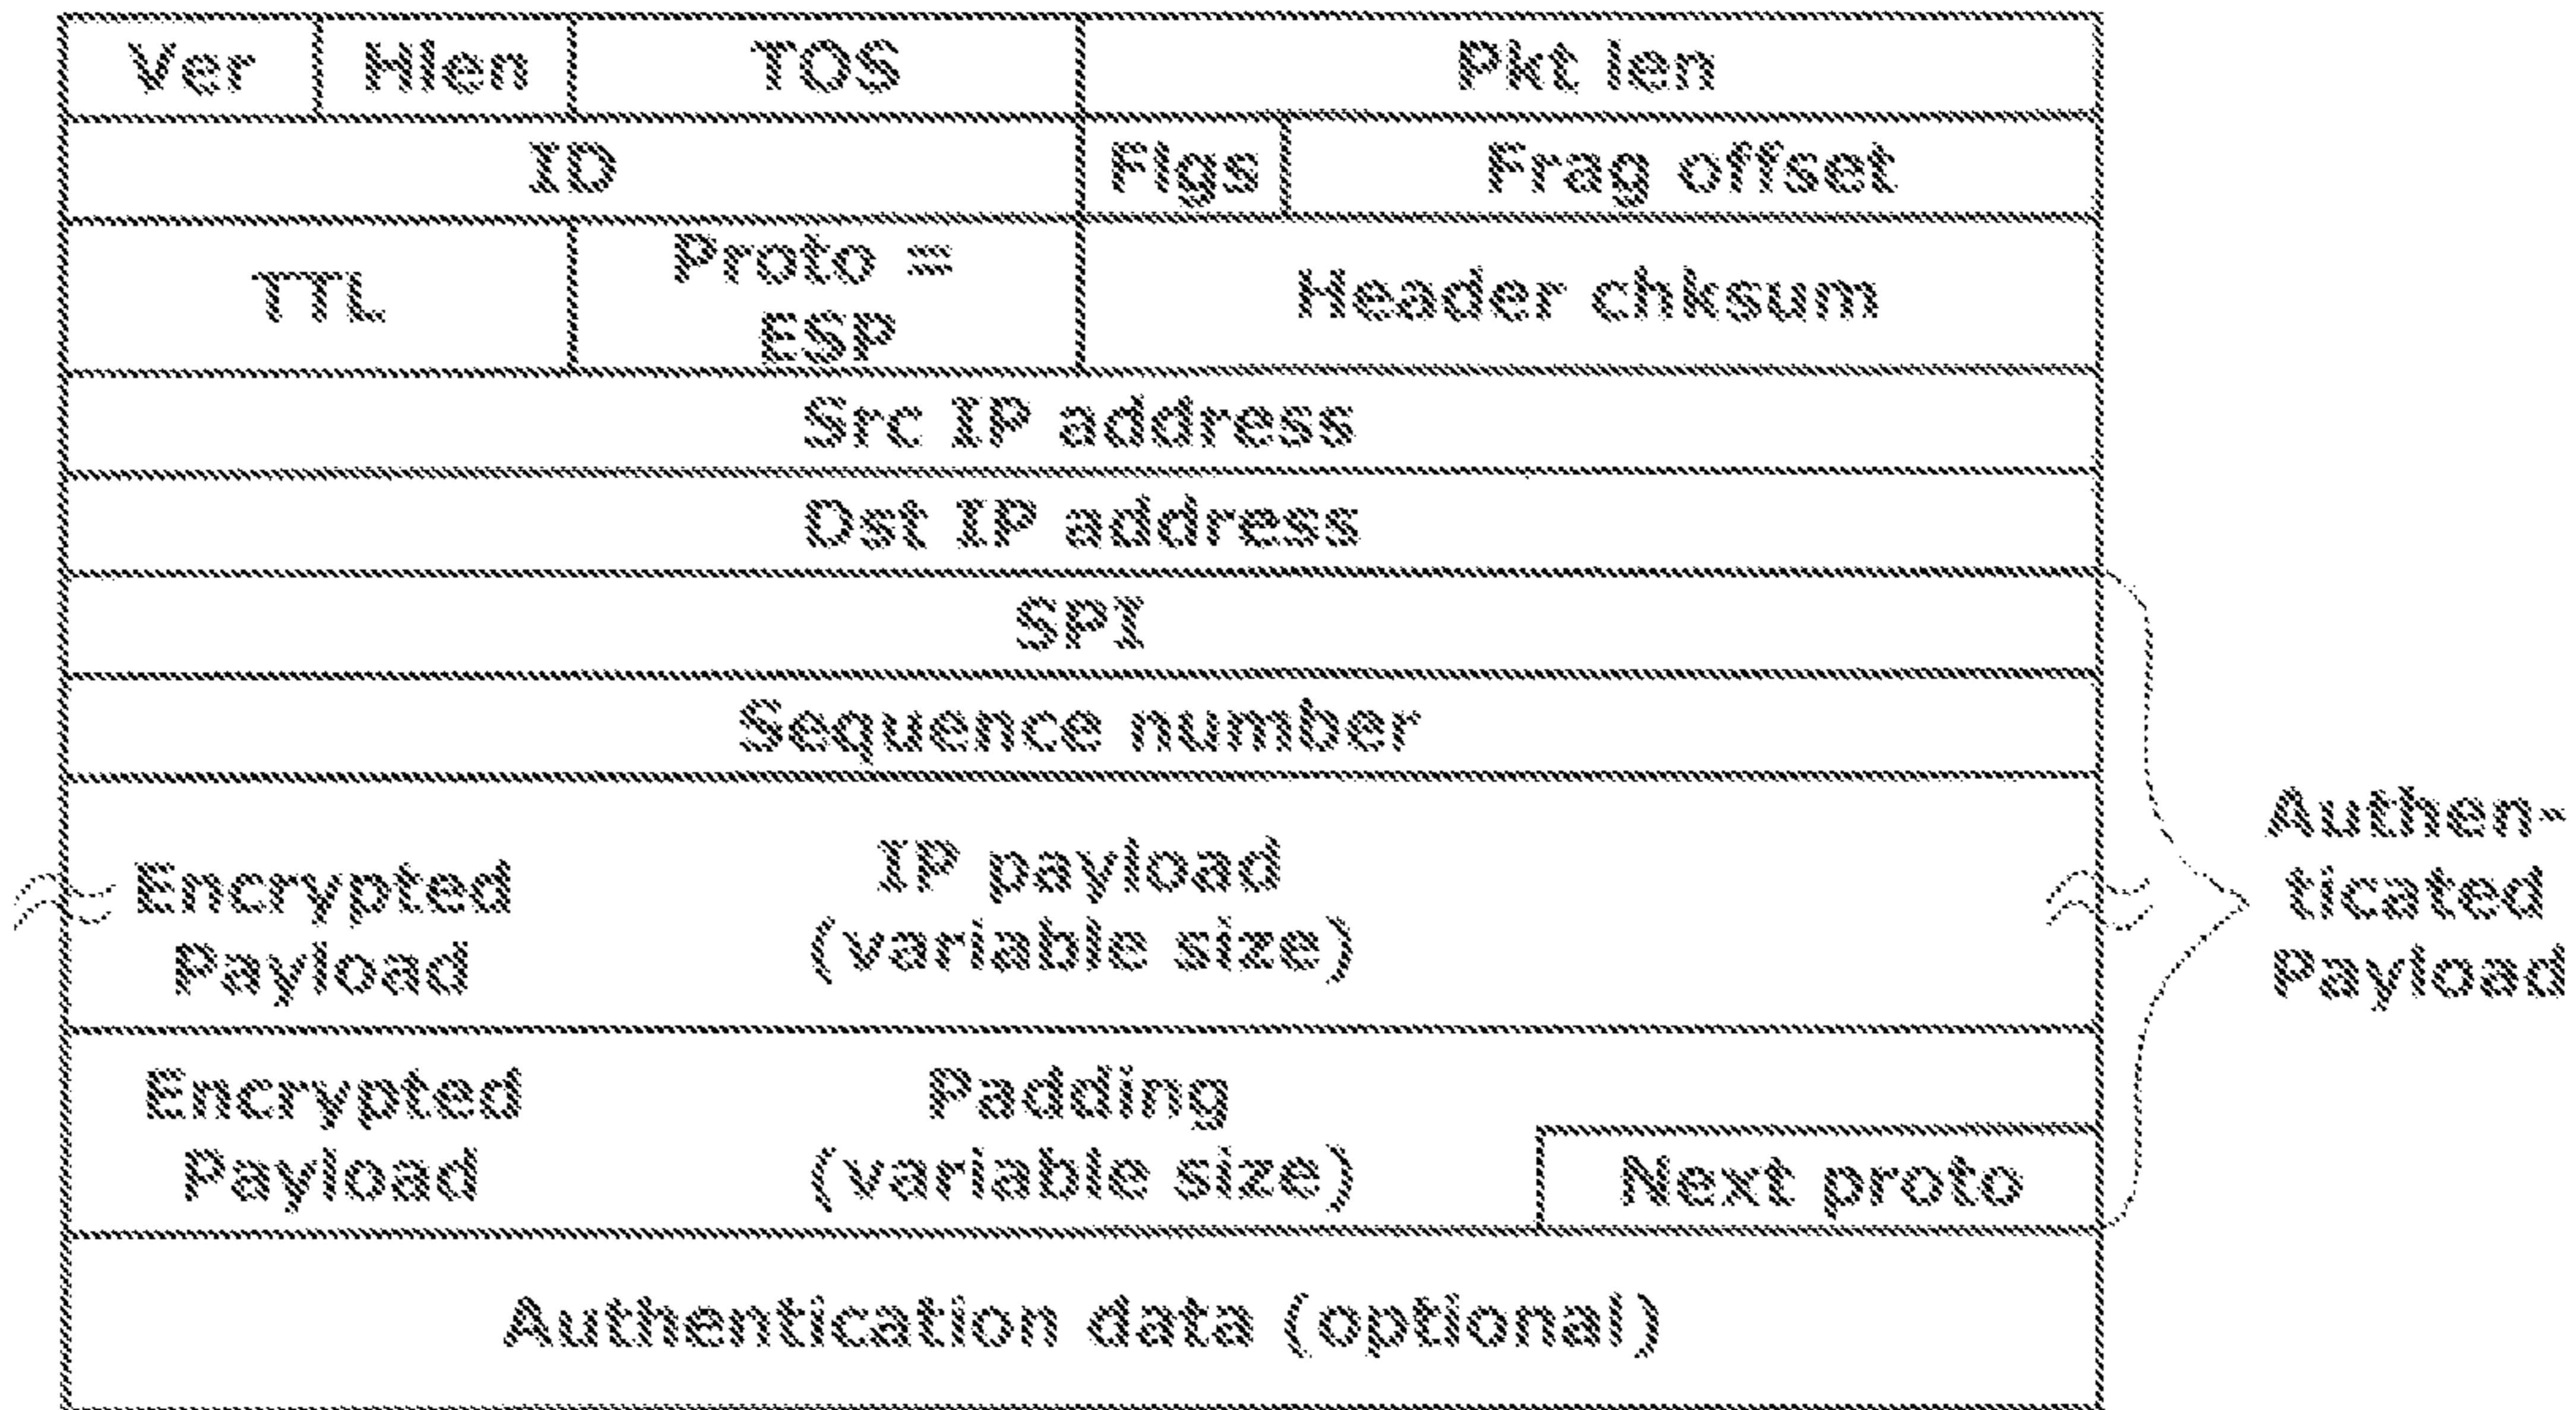 Ver Hlen TOS Pkt len
ID Flgs Frag offset
TTL Proto = ESP Header chksum
Src IP address
Dst IP address
SPI
Sequence number
Encrypted
Payload
IP payload
(variable size)
Authen-
ticated
Payload
Encrypted
Payload
Padding
(variable size)
Next proto
Authentication data (optional)